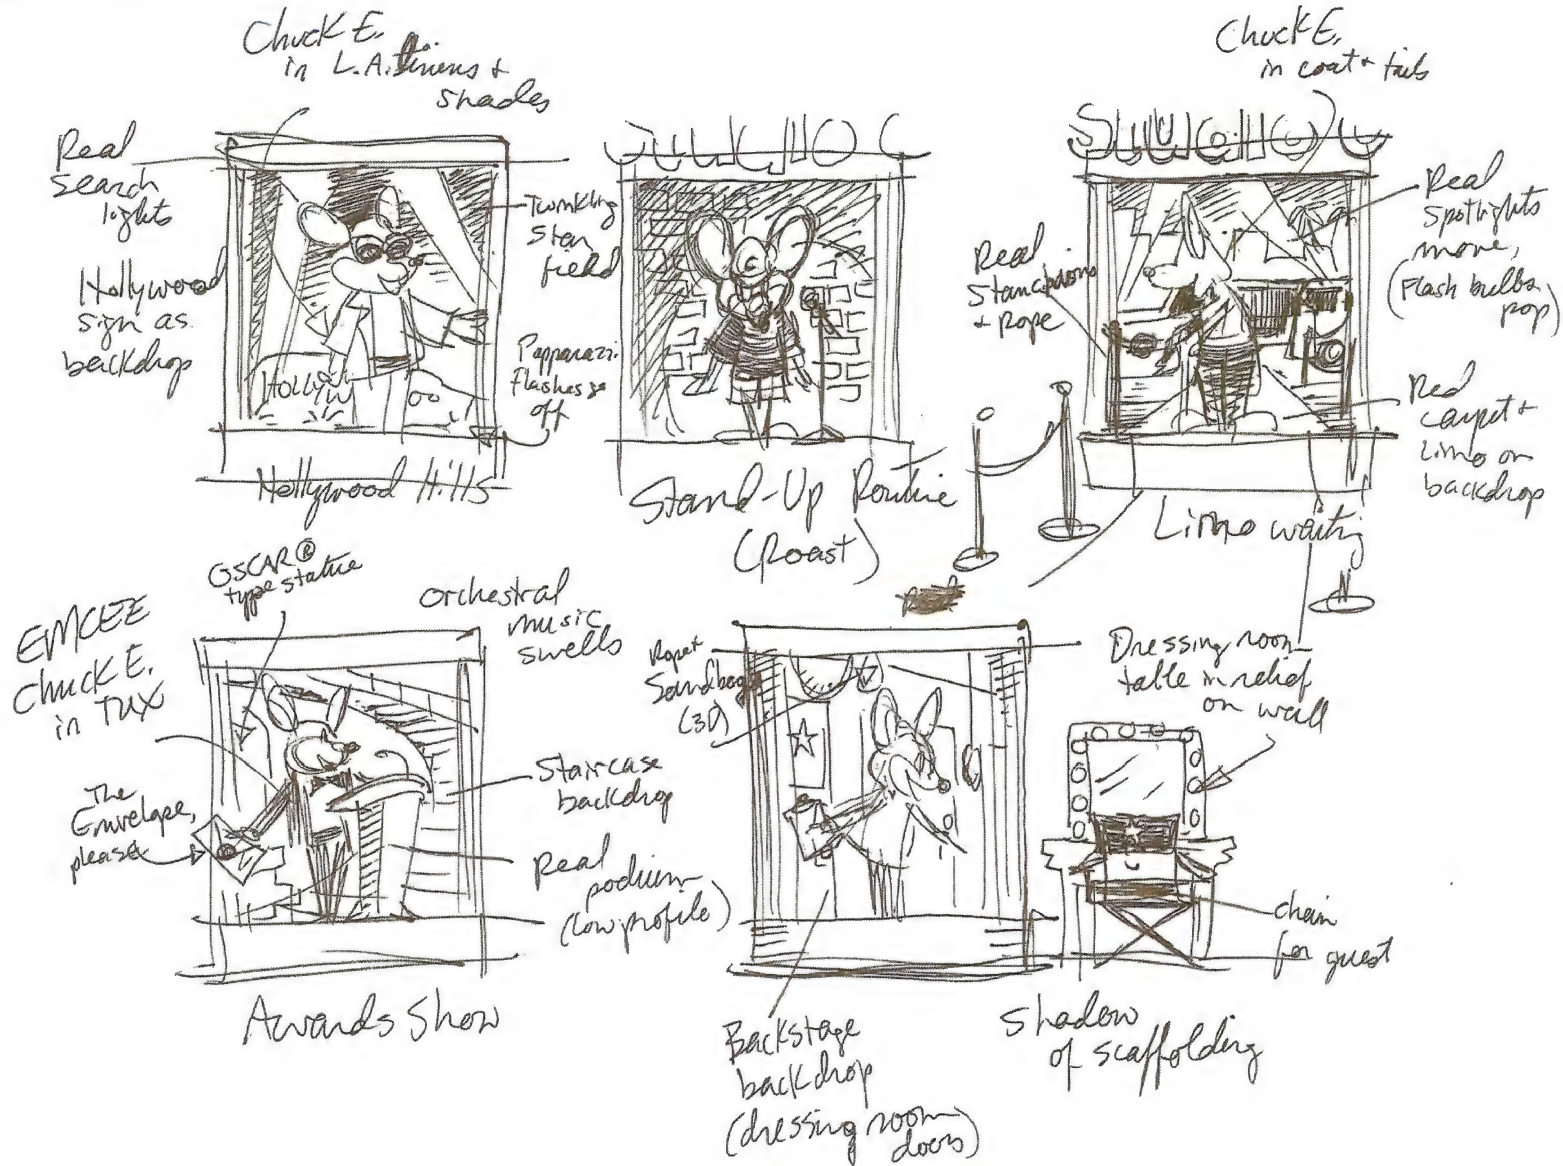 Chuck E.
in L.A. linens +
shades
Real
search
lights
Hollywood
sign as
backdrop
Twinkling
star
field
Papparazzi
flashes go
off
HOLLYW
Hollywood Hills
Stand-Up Routine
(Roast)
Chuck E.
in coat + tails
Real
spotlights
move,
(Flash bulbs
pop)
Real
Stanchions
+ Rope
Red
carpet +
Limo on
backdrop
Limo waiting
EMCEE
Chuck E.
in TUX
OSCAR®
type statue
orchestral
music
swells
The
Envelope,
please
Staircase
backdrop
Real
podium
(low profile)
Awards Show
Rope +
Sandbags
(3D)
Backstage
backdrop
(dressing room
doors)
Dressing room
table in relief
on wall
chair
for guest
Shadow
of scaffolding